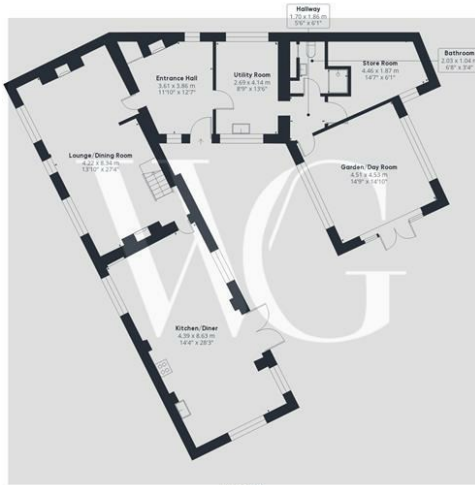 Hallway
1.70 x 1.86 m
5'6" x 6'1"
Entrance Hall
3.61 x 3.86 m
11'10" x 12'7"
Utility Room
2.69 x 4.14 m
8'9" x 13'6"
Store Room
4.46 x 1.87 m
14'7" x 6'1"
Bathroom
2.03 x 1.04 m
6'8" x 3'4"
Lounge/Dining Room
4.22 x 8.34 m
13'10" x 27'4"
Garden/Day Room
4.51 x 4.53 m
14'9" x 14'10"
WG
Kitchen/Diner
4.39 x 8.63 m
14'4" x 28'3"